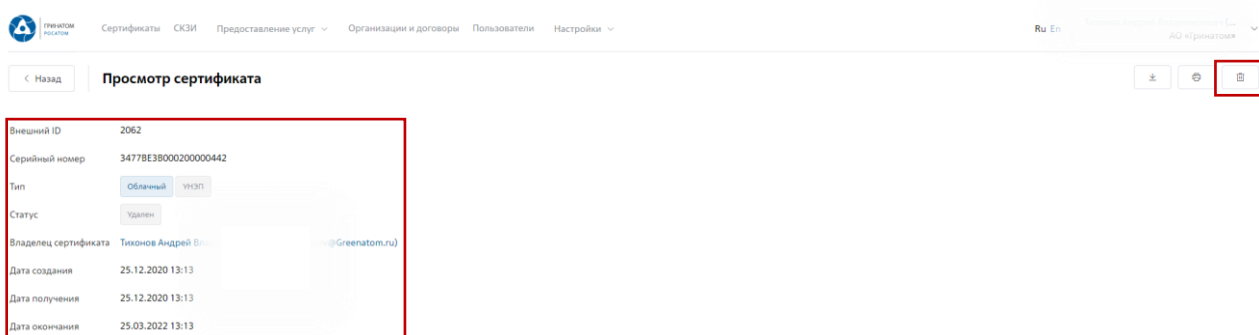 ГРИНАТОМ
РОСАТОМ
Сертификаты СКЗИ Предоставление услуг Организации и договоры Пользователи Настройки Ru En
АО «Гринатом»
Назад Просмотр сертификата
Внешний ID 2062
Серийный номер 3477BE3B000200000442
Тип Облачный УНЭП
Статус Удален
Владелец сертификата Тихонов Андрей @Greenatom.ru)
Дата создания 25.12.2020 13:13
Дата получения 25.12.2020 13:13
Дата окончания 25.03.2022 13:13